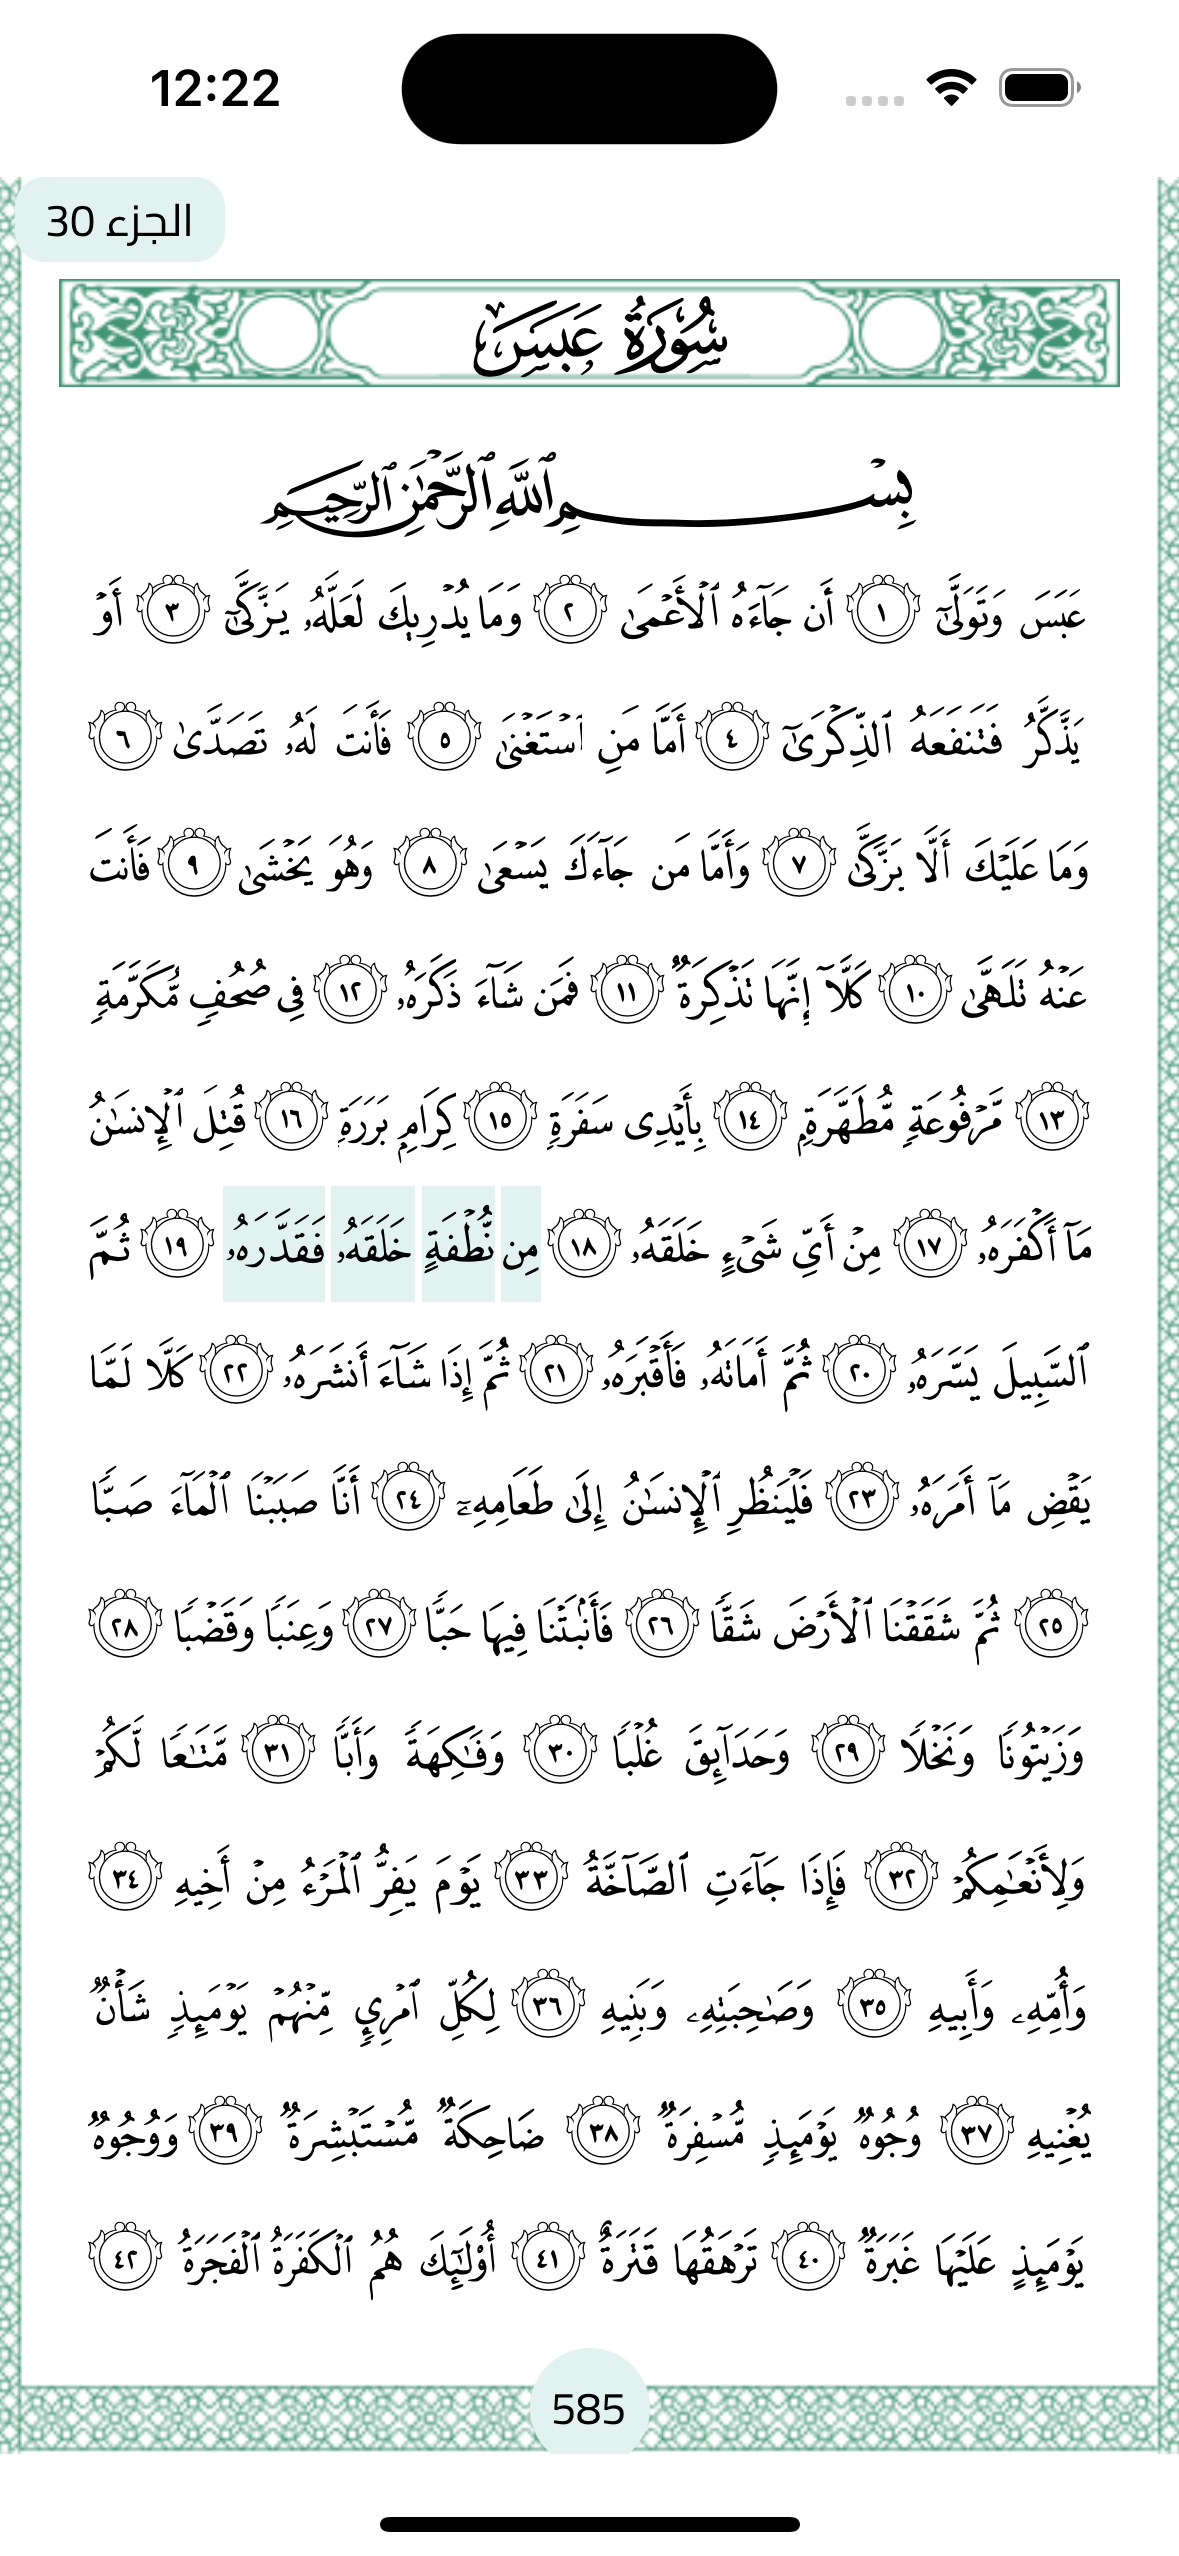 12:22
الجزء 30
سُورَةُ عَبَسَ
بِسْمِ ٱللَّهِ ٱلرَّحْمَٰنِ ٱلرَّحِيمِ
عَبَسَ وَتَوَلَّىٰٓ ١ أَن جَآءَهُ ٱلْأَعْمَىٰ ٢ وَمَا يُدْرِيكَ لَعَلَّهُۥ يَزَّكَّىٰٓ ٣ أَوْ
يَذَّكَّرُ فَتَنفَعَهُ ٱلذِّكْرَىٰٓ ٤ أَمَّا مَنِ ٱسْتَغْنَىٰ ٥ فَأَنتَ لَهُۥ تَصَدَّىٰ ٦
وَمَا عَلَيْكَ أَلَّا يَزَّكَّىٰ ٧ وَأَمَّا مَن جَآءَكَ يَسْعَىٰ ٨ وَهُوَ يَخْشَىٰ ٩ فَأَنتَ
عَنْهُ تَلَهَّىٰ ١٠ كَلَّآ إِنَّهَا تَذْكِرَةٌ ١١ فَمَن شَآءَ ذَكَرَهُۥ ١٢ فِى صُحُفٍ مُّكَرَّمَةٍ
١٣ مَّرْفُوعَةٍ مُّطَهَّرَةٍۭ ١٤ بِأَيْدِى سَفَرَةٍ ١٥ كِرَامٍۭ بَرَرَةٍ ١٦ قُتِلَ ٱلْإِنسَٰنُ
مَآ أَكْفَرَهُۥ ١٧ مِنْ أَىِّ شَىْءٍ خَلَقَهُۥ ١٨ مِن نُّطْفَةٍ خَلَقَهُۥ فَقَدَّرَهُۥ ١٩ ثُمَّ
ٱلسَّبِيلَ يَسَّرَهُۥ ٢٠ ثُمَّ أَمَاتَهُۥ فَأَقْبَرَهُۥ ٢١ ثُمَّ إِذَا شَآءَ أَنشَرَهُۥ ٢٢ كَلَّا لَمَّا
يَقْضِ مَآ أَمَرَهُۥ ٢٣ فَلْيَنظُرِ ٱلْإِنسَٰنُ إِلَىٰ طَعَامِهِۦٓ ٢٤ أَنَّا صَبَبْنَا ٱلْمَآءَ صَبًّا
٢٥ ثُمَّ شَقَقْنَا ٱلْأَرْضَ شَقًّا ٢٦ فَأَنۢبَتْنَا فِيهَا حَبًّا ٢٧ وَعِنَبًا وَقَضْبًا ٢٨
وَزَيْتُونًا وَنَخْلًا ٢٩ وَحَدَآئِقَ غُلْبًا ٣٠ وَفَٰكِهَةً وَأَبًّا ٣١ مَّتَٰعًا لَّكُمْ
وَلِأَنْعَٰمِكُمْ ٣٢ فَإِذَا جَآءَتِ ٱلصَّآخَّةُ ٣٣ يَوْمَ يَفِرُّ ٱلْمَرْءُ مِنْ أَخِيهِ ٣٤
وَأُمِّهِۦ وَأَبِيهِ ٣٥ وَصَٰحِبَتِهِۦ وَبَنِيهِ ٣٦ لِكُلِّ ٱمْرِئٍ مِّنْهُمْ يَوْمَئِذٍ شَأْنٌ
يُغْنِيهِ ٣٧ وُجُوهٌ يَوْمَئِذٍ مُّسْفِرَةٌ ٣٨ ضَاحِكَةٌ مُّسْتَبْشِرَةٌ ٣٩ وَوُجُوهٌ
يَوْمَئِذٍ عَلَيْهَا غَبَرَةٌ ٤٠ تَرْهَقُهَا قَتَرَةٌ ٤١ أُو۟لَٰٓئِكَ هُمُ ٱلْكَفَرَةُ ٱلْفَجَرَةُ ٤٢
585